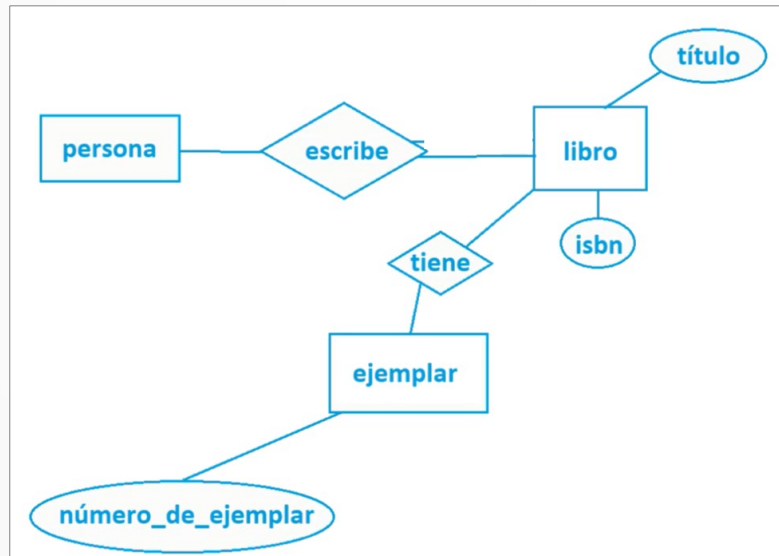 título
persona
escribe
libro
isbn
tiene
ejemplar
número_de_ejemplar